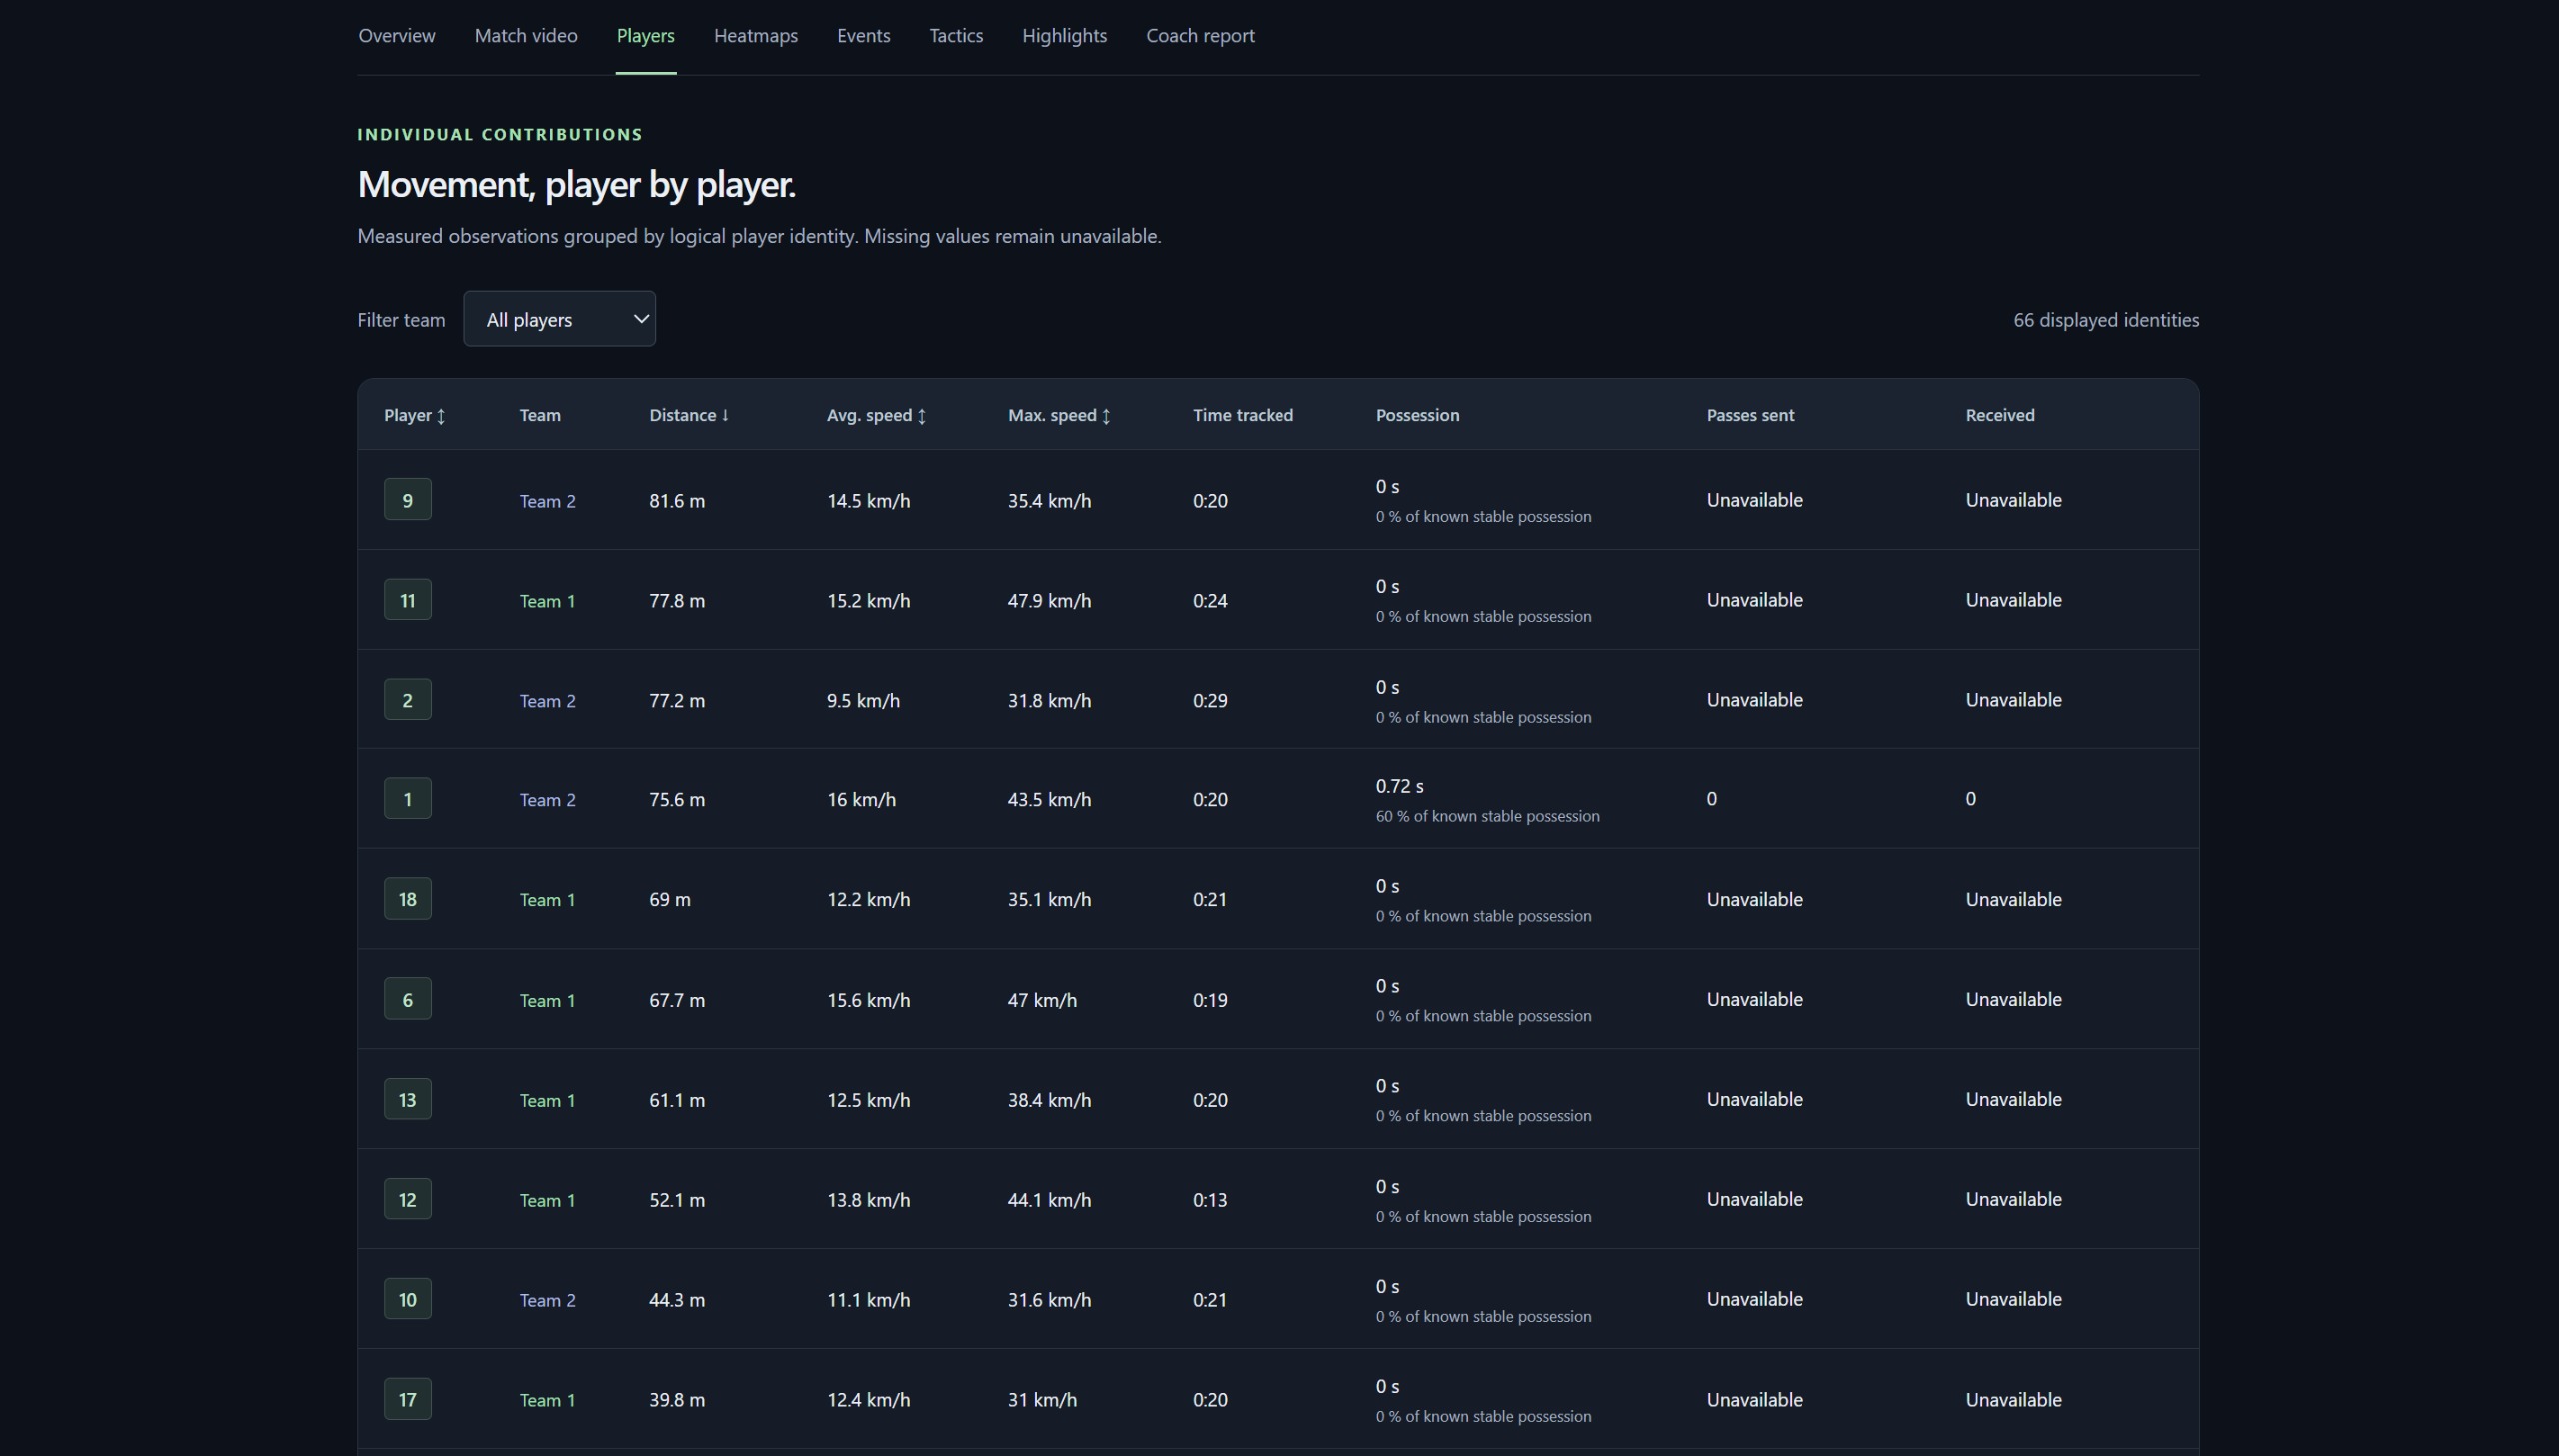 Overview Match video Players Heatmaps Events Tactics Highlights Coach report
INDIVIDUAL CONTRIBUTIONS
Movement, player by player.
Measured observations grouped by logical player identity. Missing values remain unavailable.
Filter team All players 66 displayed identities
Player ↕ Team Distance ↓ Avg. speed ↕ Max. speed ↕ Time tracked Possession Passes sent Received
9 Team 2 81.6 m 14.5 km/h 35.4 km/h 0:20 0 s Unavailable Unavailable
0 % of known stable possession
11 Team 1 77.8 m 15.2 km/h 47.9 km/h 0:24 0 s Unavailable Unavailable
0 % of known stable possession
2 Team 2 77.2 m 9.5 km/h 31.8 km/h 0:29 0 s Unavailable Unavailable
0 % of known stable possession
1 Team 2 75.6 m 16 km/h 43.5 km/h 0:20 0.72 s 0 0
60 % of known stable possession
18 Team 1 69 m 12.2 km/h 35.1 km/h 0:21 0 s Unavailable Unavailable
0 % of known stable possession
6 Team 1 67.7 m 15.6 km/h 47 km/h 0:19 0 s Unavailable Unavailable
0 % of known stable possession
13 Team 1 61.1 m 12.5 km/h 38.4 km/h 0:20 0 s Unavailable Unavailable
0 % of known stable possession
12 Team 1 52.1 m 13.8 km/h 44.1 km/h 0:13 0 s Unavailable Unavailable
0 % of known stable possession
10 Team 2 44.3 m 11.1 km/h 31.6 km/h 0:21 0 s Unavailable Unavailable
0 % of known stable possession
17 Team 1 39.8 m 12.4 km/h 31 km/h 0:20 0 s Unavailable Unavailable
0 % of known stable possession